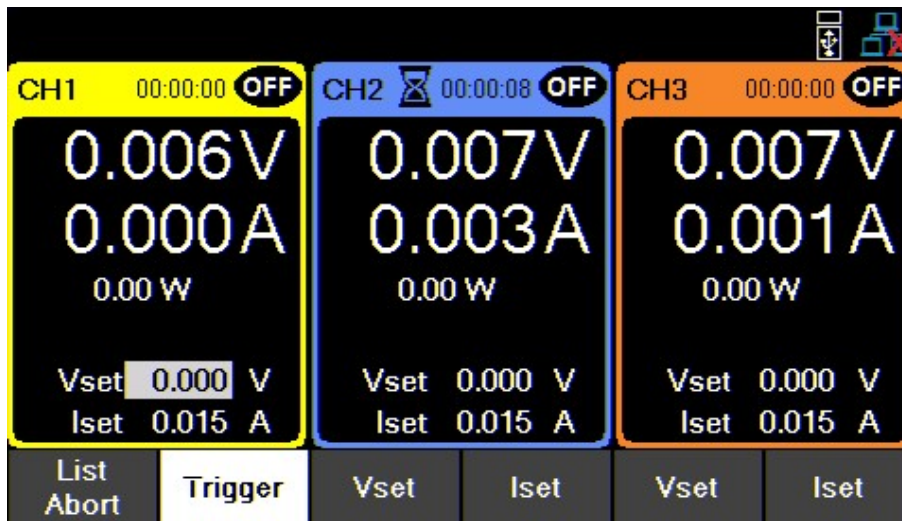 CH1 00:00:00 OFF
0.006V
0.000A
0.00 W
Vset 0.000 V
Iset 0.015 A
CH2 00:00:08 OFF
0.007V
0.003A
0.00 W
Vset 0.000 V
Iset 0.015 A
CH3 00:00:00 OFF
0.007V
0.001A
0.00 W
Vset 0.000 V
Iset 0.015 A
List
Abort
Trigger
Vset
Iset
Vset
Iset